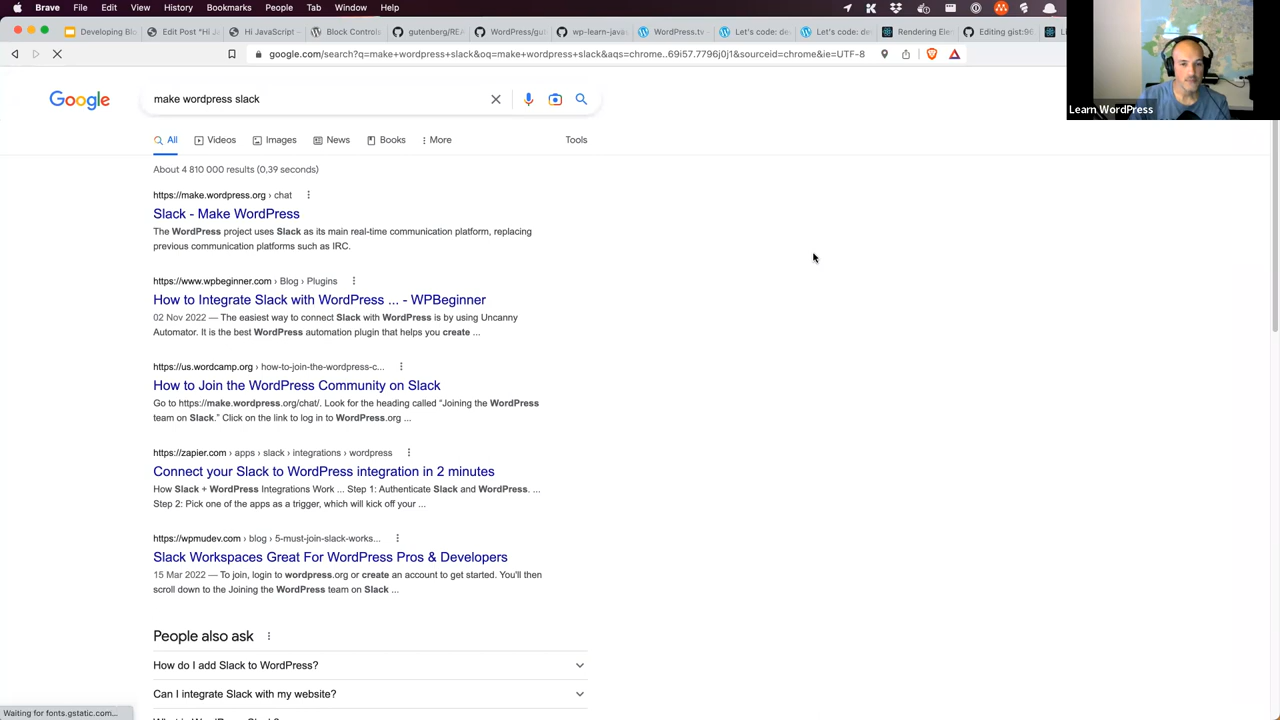 Brave File Edit View History Bookmarks People Tab Window Help
Developing Blo
Edit Post "Hi Ja
Hi JavaScript -
Block Controls
gutenberg/REA
WordPress/gut
wp-learn-javas
WordPress.tv -
Let's code: dev
Let's code: dev
Rendering Elem
Editing gist:96
google.com/search?q=make+wordpress+slack&oq=make+wordpress+slack&aqs=chrome..69i57.7796j0j1&sourceid=chrome&ie=UTF-8
Learn WordPress
Google
make wordpress slack
All Videos Images News Books More Tools
About 4 810 000 results (0,39 seconds)
https://make.wordpress.org › chat
Slack - Make WordPress
The WordPress project uses Slack as its main real-time communication platform, replacing
previous communication platforms such as IRC.
https://www.wpbeginner.com › Blog › Plugins
How to Integrate Slack with WordPress ... - WPBeginner
02 Nov 2022 — The easiest way to connect Slack with WordPress is by using Uncanny
Automator. It is the best WordPress automation plugin that helps you create ...
https://us.wordcamp.org › how-to-join-the-wordpress-c...
How to Join the WordPress Community on Slack
Go to https://make.wordpress.org/chat/. Look for the heading called “Joining the WordPress
team on Slack.” Click on the link to log in to WordPress.org ...
https://zapier.com › apps › slack › integrations › wordpress
Connect your Slack to WordPress integration in 2 minutes
How Slack + WordPress Integrations Work ... Step 1: Authenticate Slack and WordPress. ...
Step 2: Pick one of the apps as a trigger, which will kick off your ...
https://wpmudev.com › blog › 5-must-join-slack-works...
Slack Workspaces Great For WordPress Pros & Developers
15 Mar 2022 — To join, login to wordpress.org or create an account to get started. You'll then
scroll down to the Joining the WordPress team on Slack ...
People also ask
How do I add Slack to WordPress?
Can I integrate Slack with my website?
Waiting for fonts.gstatic.com...